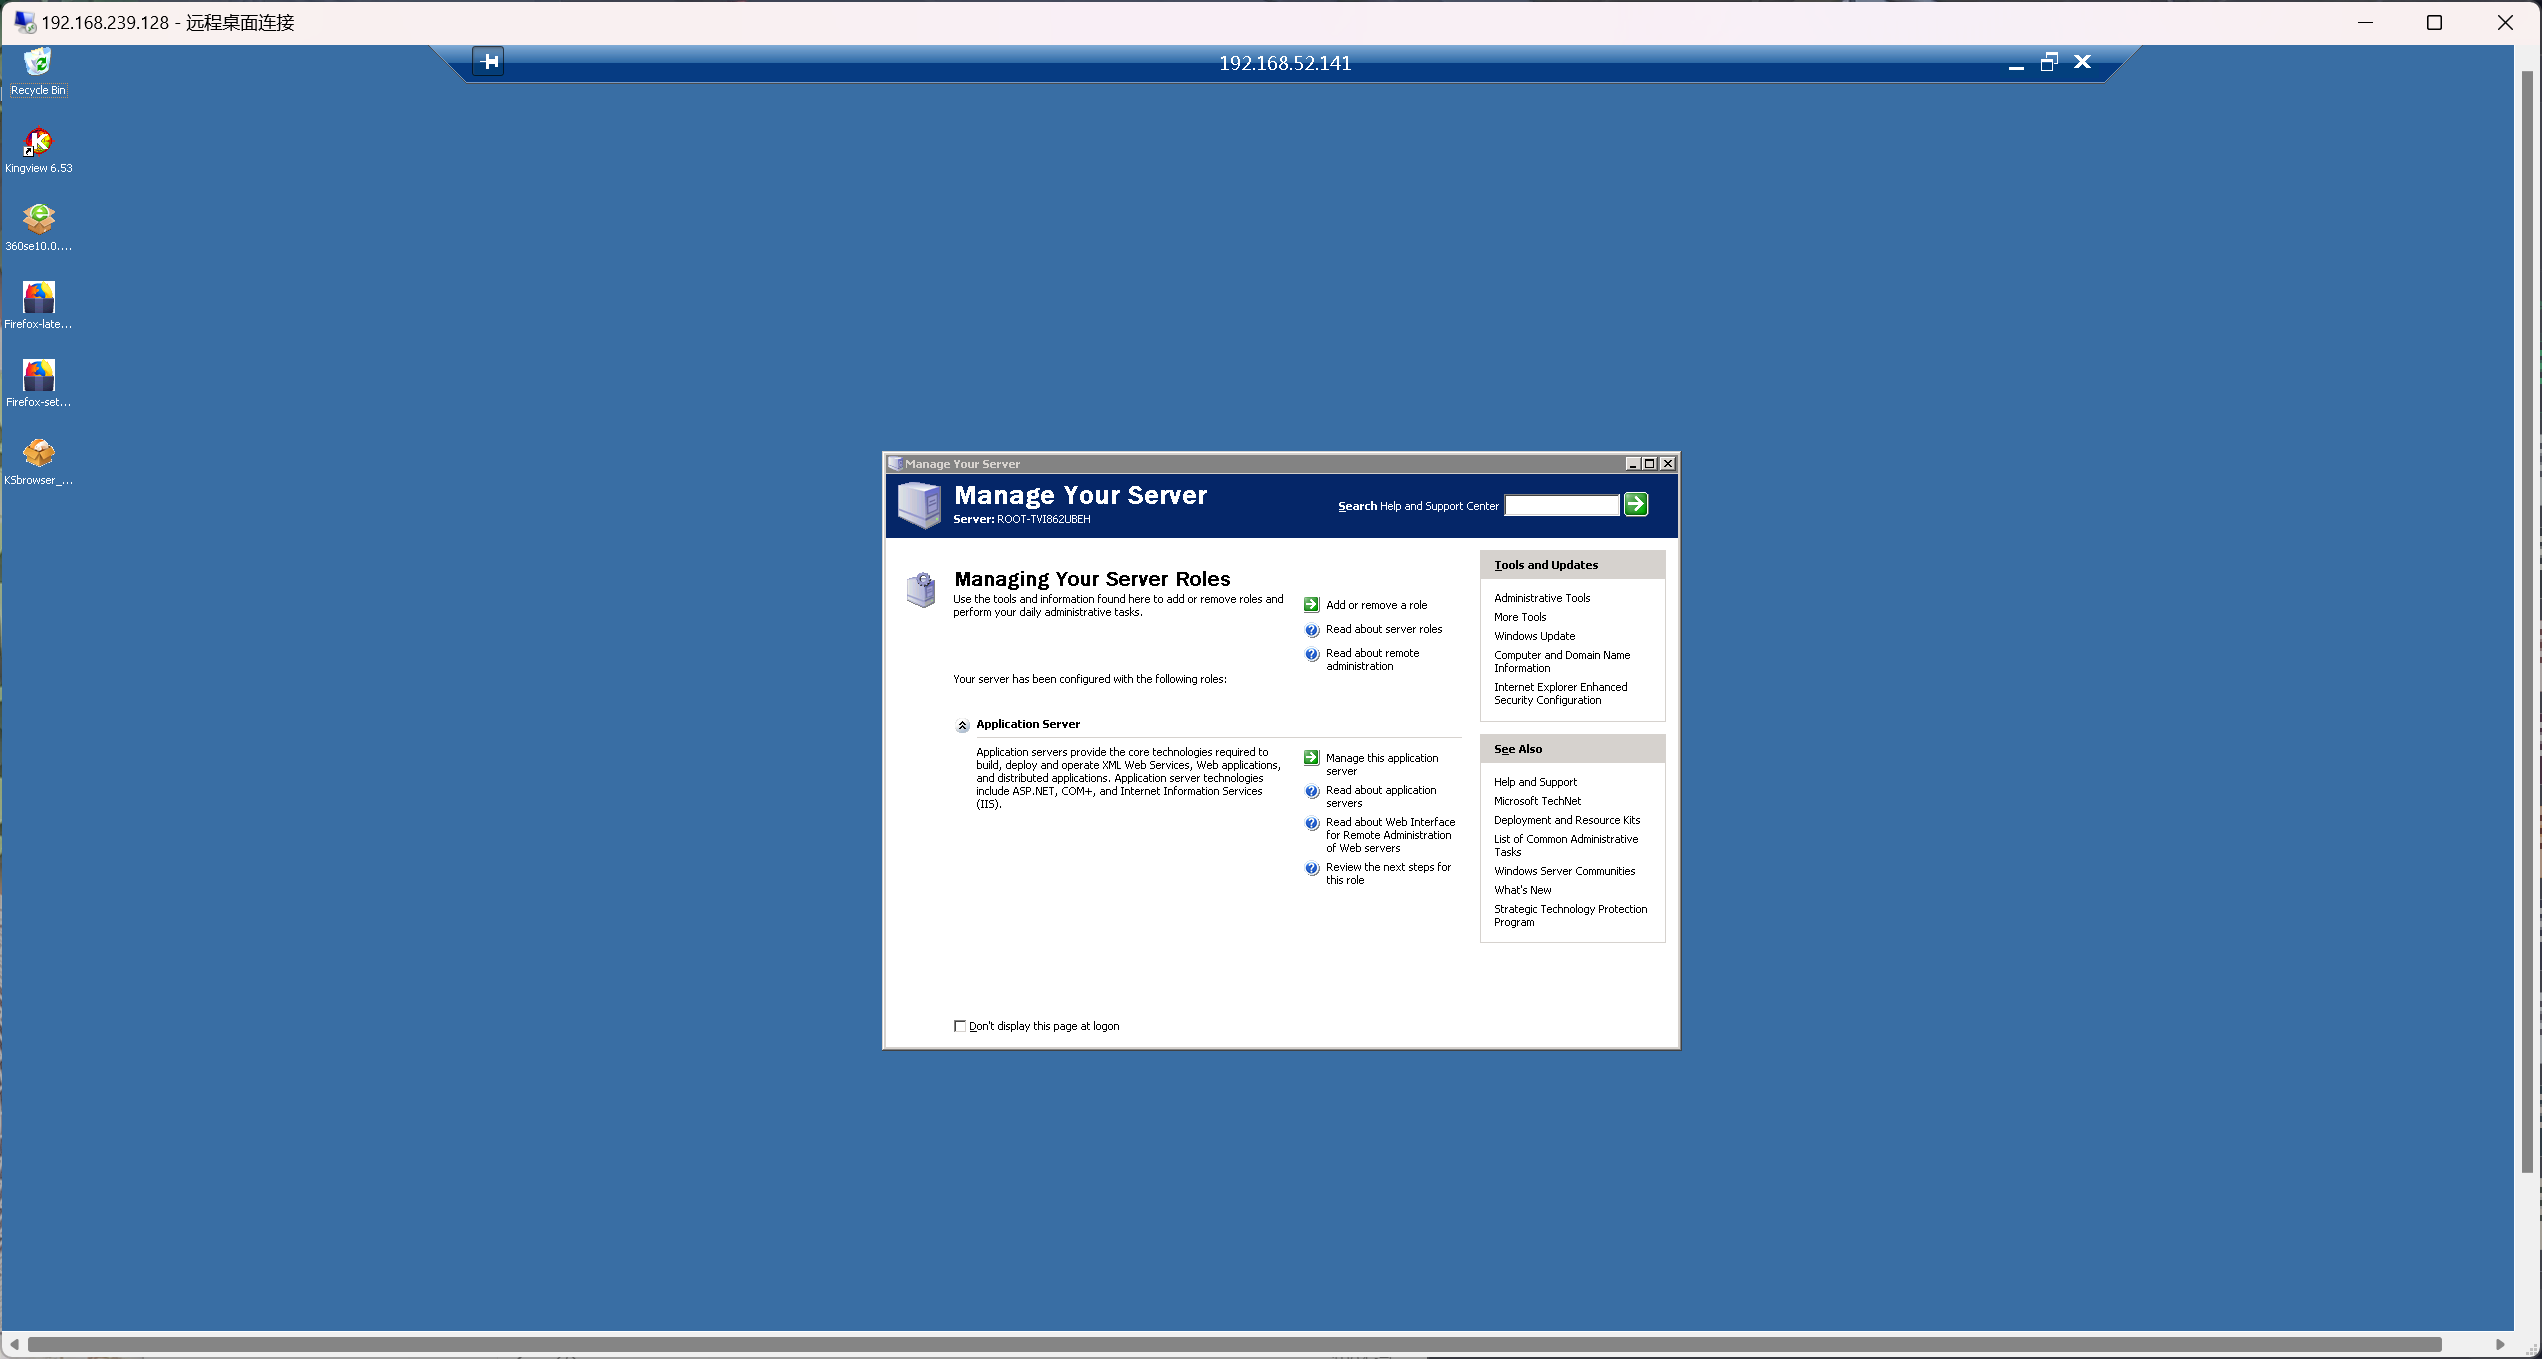 192.168.239.128 - 远程桌面连接
192.168.52.141
Recycle Bin
Kingview 6.53
360se10.0....
Firefox-late...
Firefox-set...
KSbrowser_...
Manage Your Server
Manage Your Server
Server: ROOT-TVI862UBEH
Search Help and Support Center
Managing Your Server Roles
Use the tools and information found here to add or remove roles and
perform your daily administrative tasks.
Add or remove a role
Read about server roles
Read about remote
administration
Your server has been configured with the following roles:
Application Server
Application servers provide the core technologies required to
build, deploy and operate XML Web Services, Web applications,
and distributed applications. Application server technologies
include ASP.NET, COM+, and Internet Information Services
(IIS).
Manage this application
server
Read about application
servers
Read about Web Interface
for Remote Administration
of Web servers
Review the next steps for
this role
Don't display this page at logon
Tools and Updates
Administrative Tools
More Tools
Windows Update
Computer and Domain Name
Information
Internet Explorer Enhanced
Security Configuration
See Also
Help and Support
Microsoft TechNet
Deployment and Resource Kits
List of Common Administrative
Tasks
Windows Server Communities
What's New
Strategic Technology Protection
Program